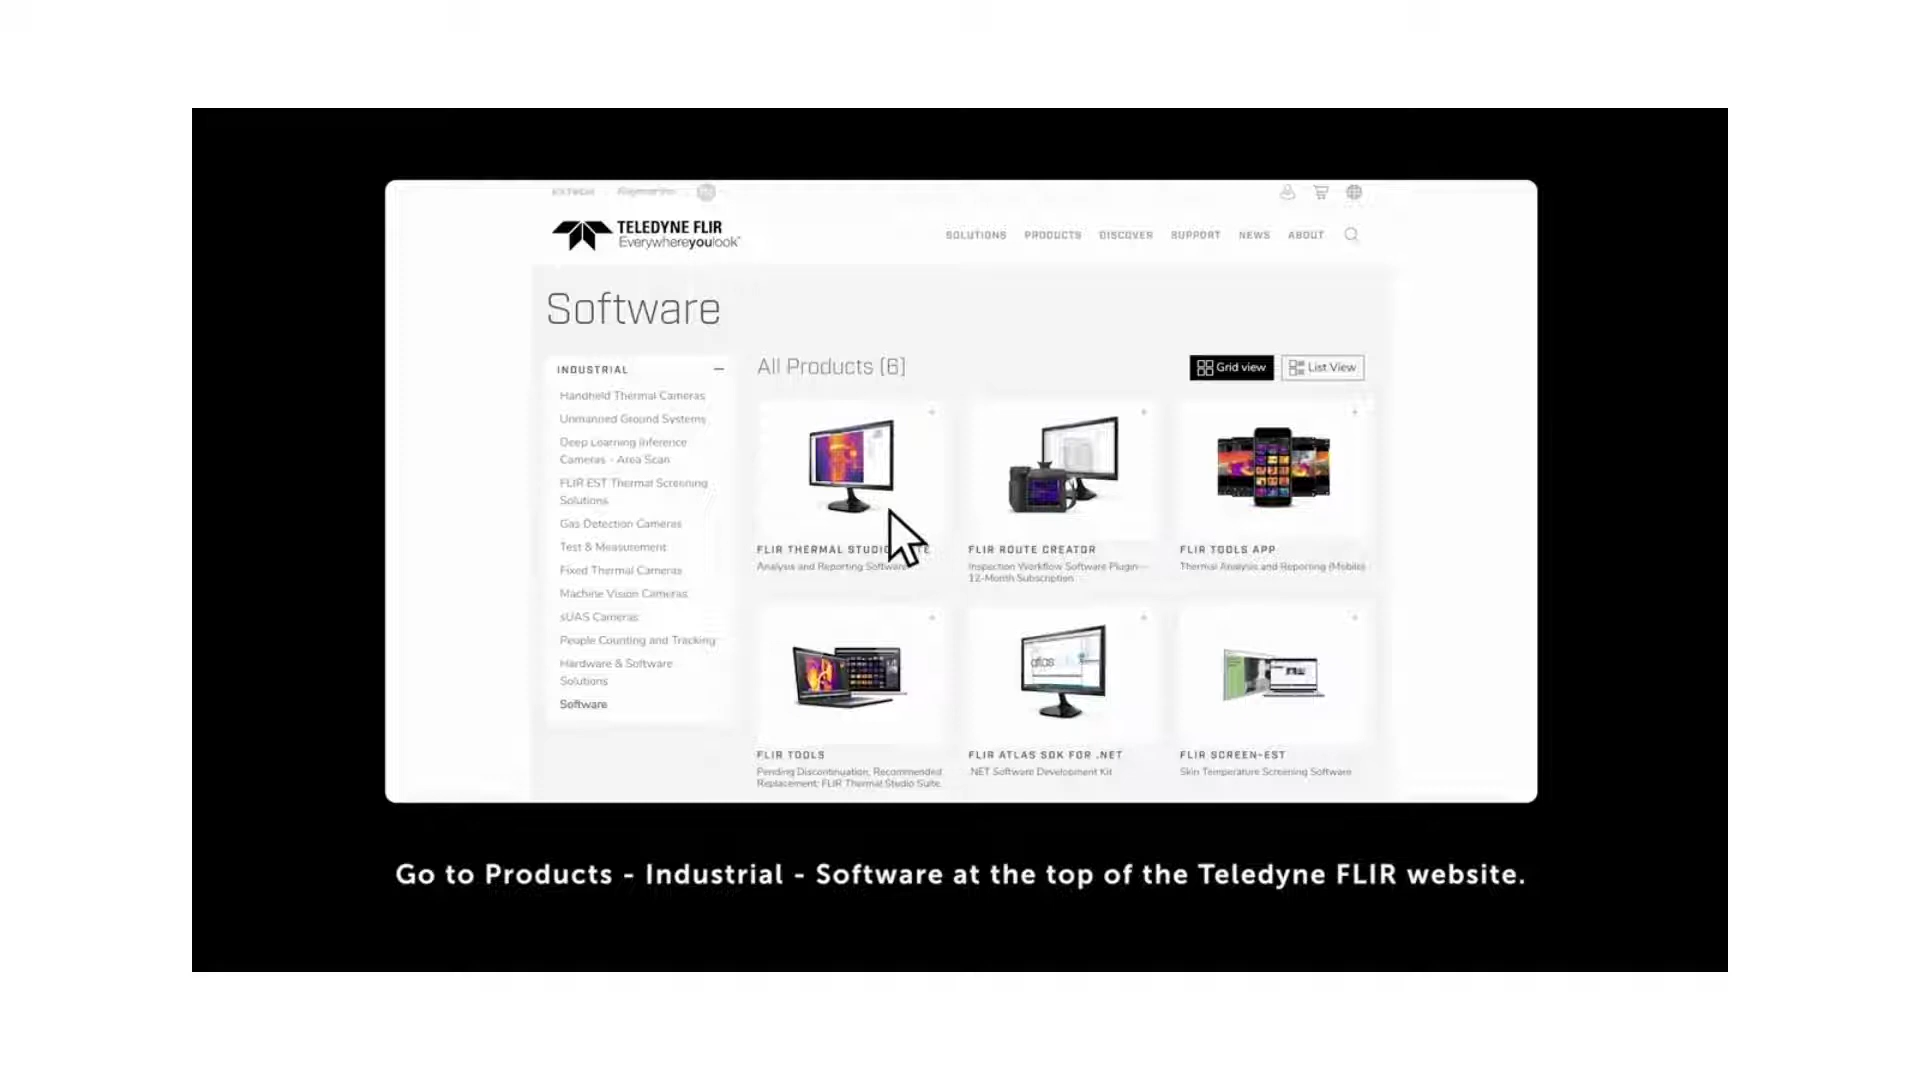 EXTECH Raymarine
TELEDYNE FLIR
Everywhereyoulook™
SOLUTIONS PRODUCTS DISCOVER SUPPORT NEWS ABOUT
Software
INDUSTRIAL
Handheld Thermal Cameras
Unmanned Ground Systems
Deep Learning Inference
Cameras - Area Scan
FLIR EST Thermal Screening
Solutions
Gas Detection Cameras
Test & Measurement
Fixed Thermal Cameras
Machine Vision Cameras
sUAS Cameras
People Counting and Tracking
Hardware & Software
Solutions
Software
All Products (6)
Grid view
List View
FLIR THERMAL STUDIO
Analysis and Reporting Software
FLIR ROUTE CREATOR
Inspection Workflow Software Plugin—
12-Month Subscription
FLIR TOOLS APP
Thermal Analysis and Reporting (Mobile)
atlas
FLIR TOOLS
Pending Discontinuation, Recommended
Replacement: FLIR Thermal Studio Suite
FLIR ATLAS SDK FOR .NET
.NET Software Development Kit
FLIR SCREEN-EST
Skin Temperature Screening Software
Go to Products - Industrial - Software at the top of the Teledyne FLIR website.